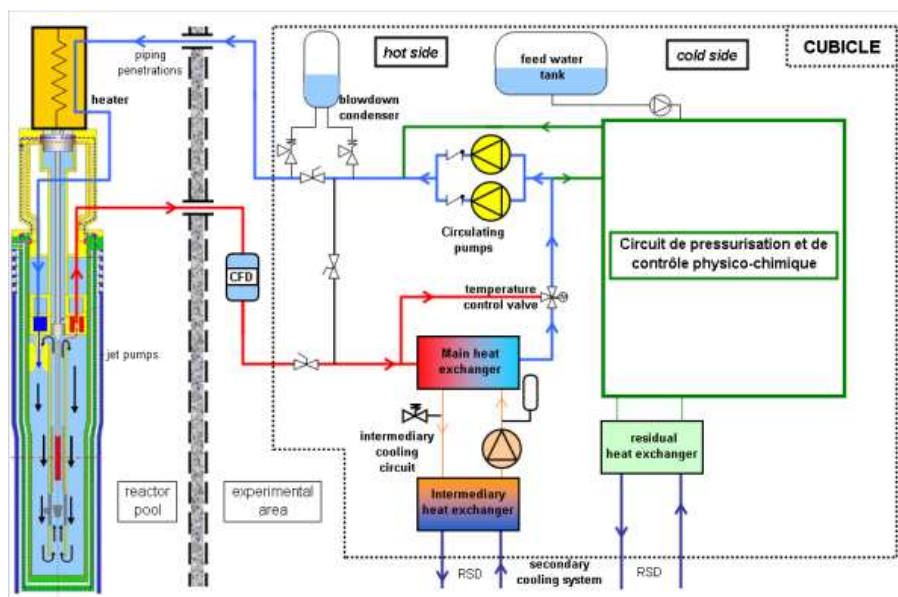 hot side
cold side
CUBICLE
feed water
tank
piping
penetrations
heater
blowdown
condenser
Circulating
pumps
Circuit de pressurisation et de
contrôle physico-chimique
CFD
temperature
control valve
jet pumps
Main heat
exchanger
intermediary
cooling
circuit
residual
heat exchanger
reactor
pool
experimental
area
Intermediary
heat exchanger
RSD
secondary
cooling system
RSD